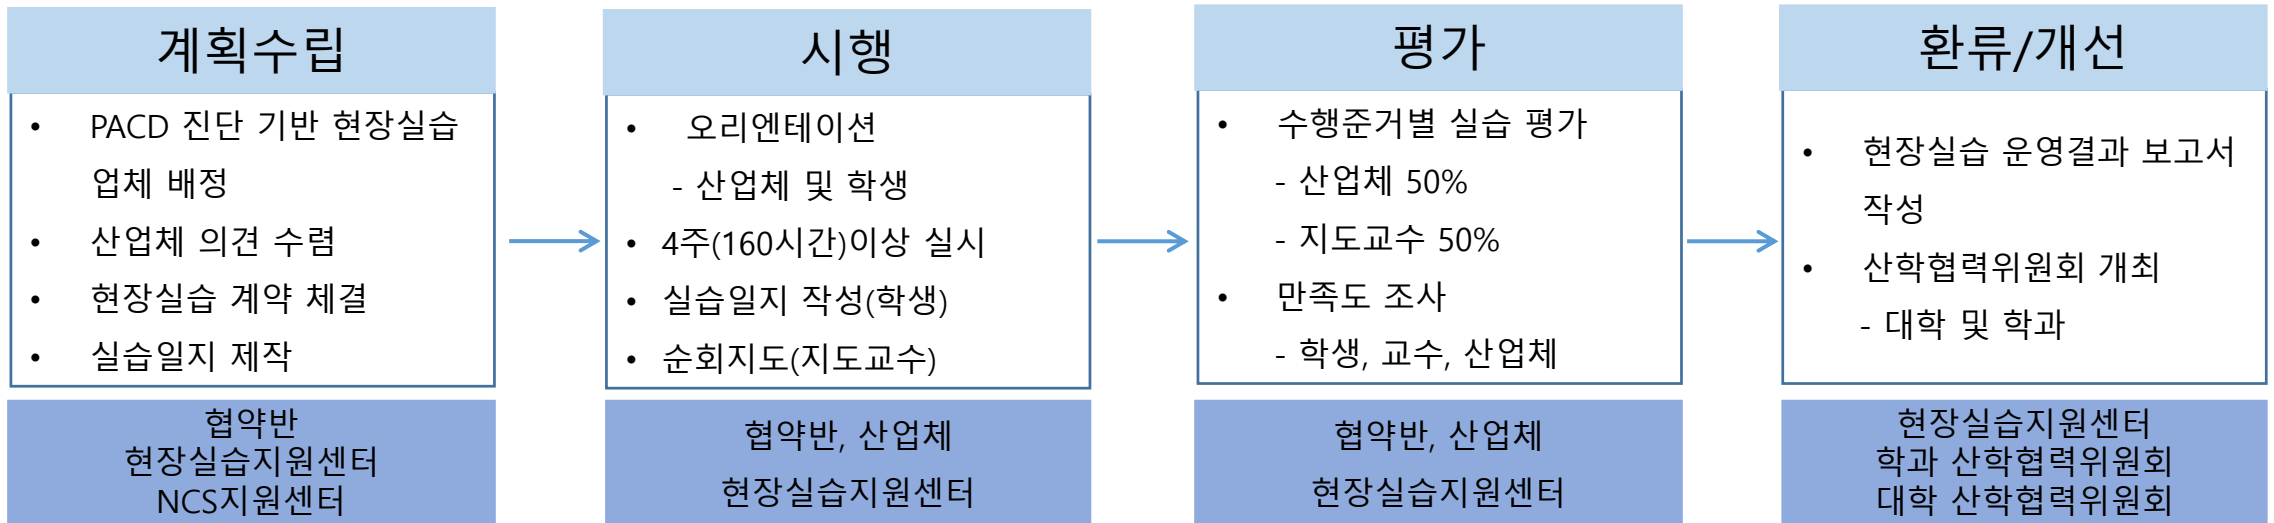 계획수립
• PACD 진단 기반 현장실습
업체 배정
• 산업체 의견 수렴
• 현장실습 계약 체결
• 실습일지 제작
협약반
현장실습지원센터
NCS지원센터
시행
• 오리엔테이션
- 산업체 및 학생
• 4주(160시간)이상 실시
• 실습일지 작성(학생)
• 순회지도(지도교수)
협약반, 산업체
현장실습지원센터
평가
• 수행준거별 실습 평가
- 산업체 50%
- 지도교수 50%
• 만족도 조사
- 학생, 교수, 산업체
협약반, 산업체
현장실습지원센터
환류/개선
• 현장실습 운영결과 보고서
작성
• 산학협력위원회 개최
- 대학 및 학과
현장실습지원센터
학과 산학협력위원회
대학 산학협력위원회